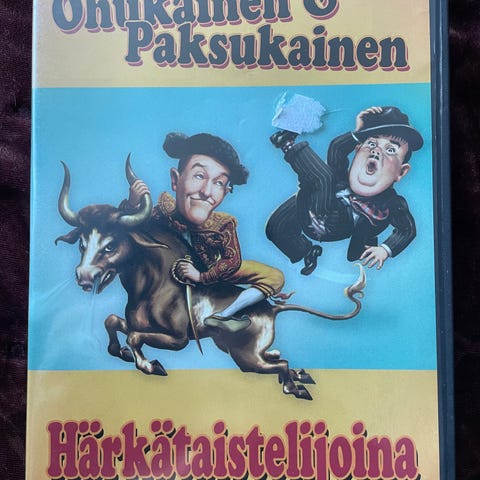 Ohukainen &
Paksukainen
Härkätaistelijoina